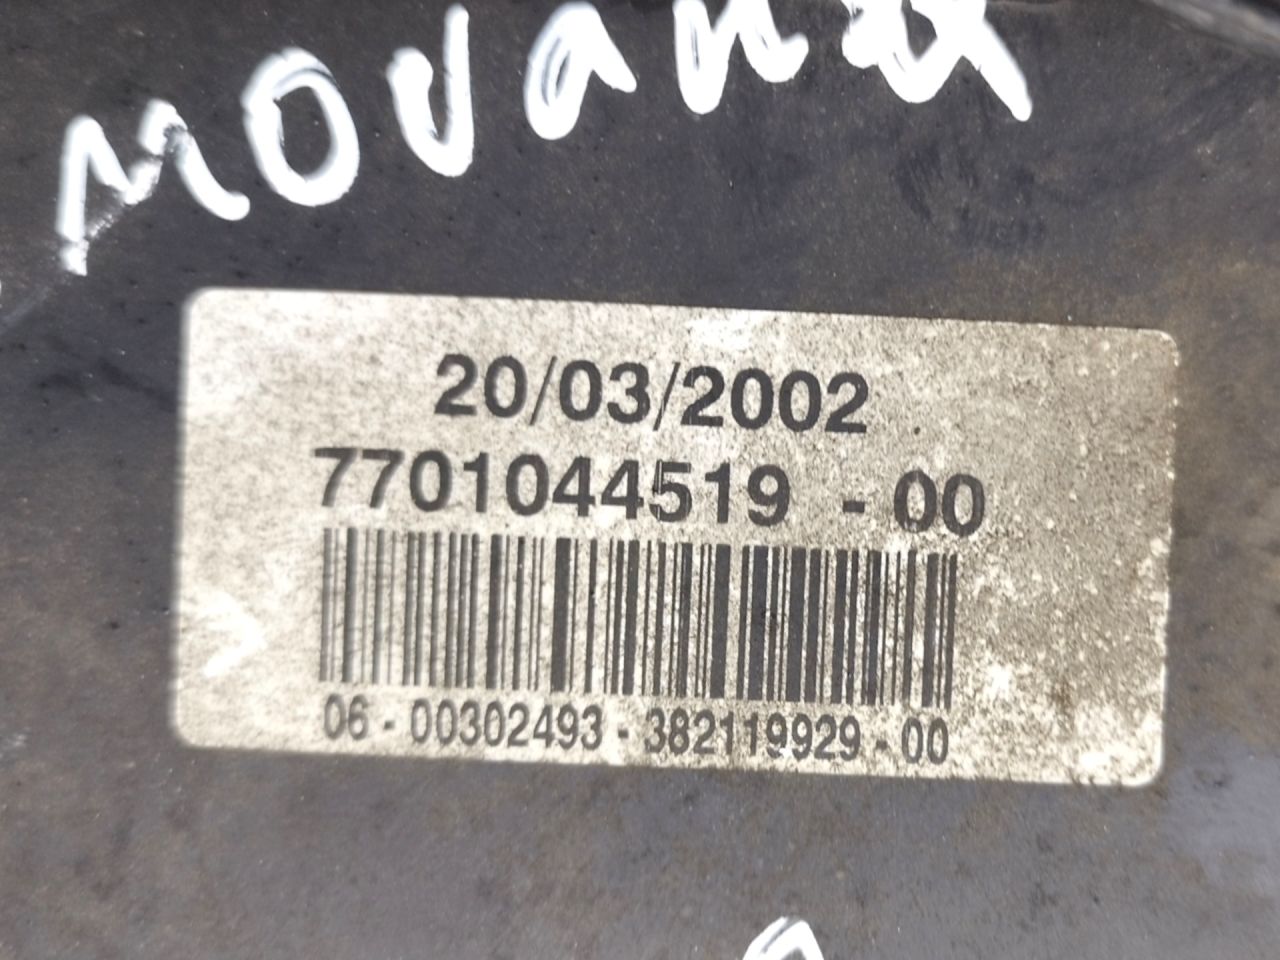 Movano
20/03/2002
7701044519 - 00
06 - 00302493 - 382119929 - 00